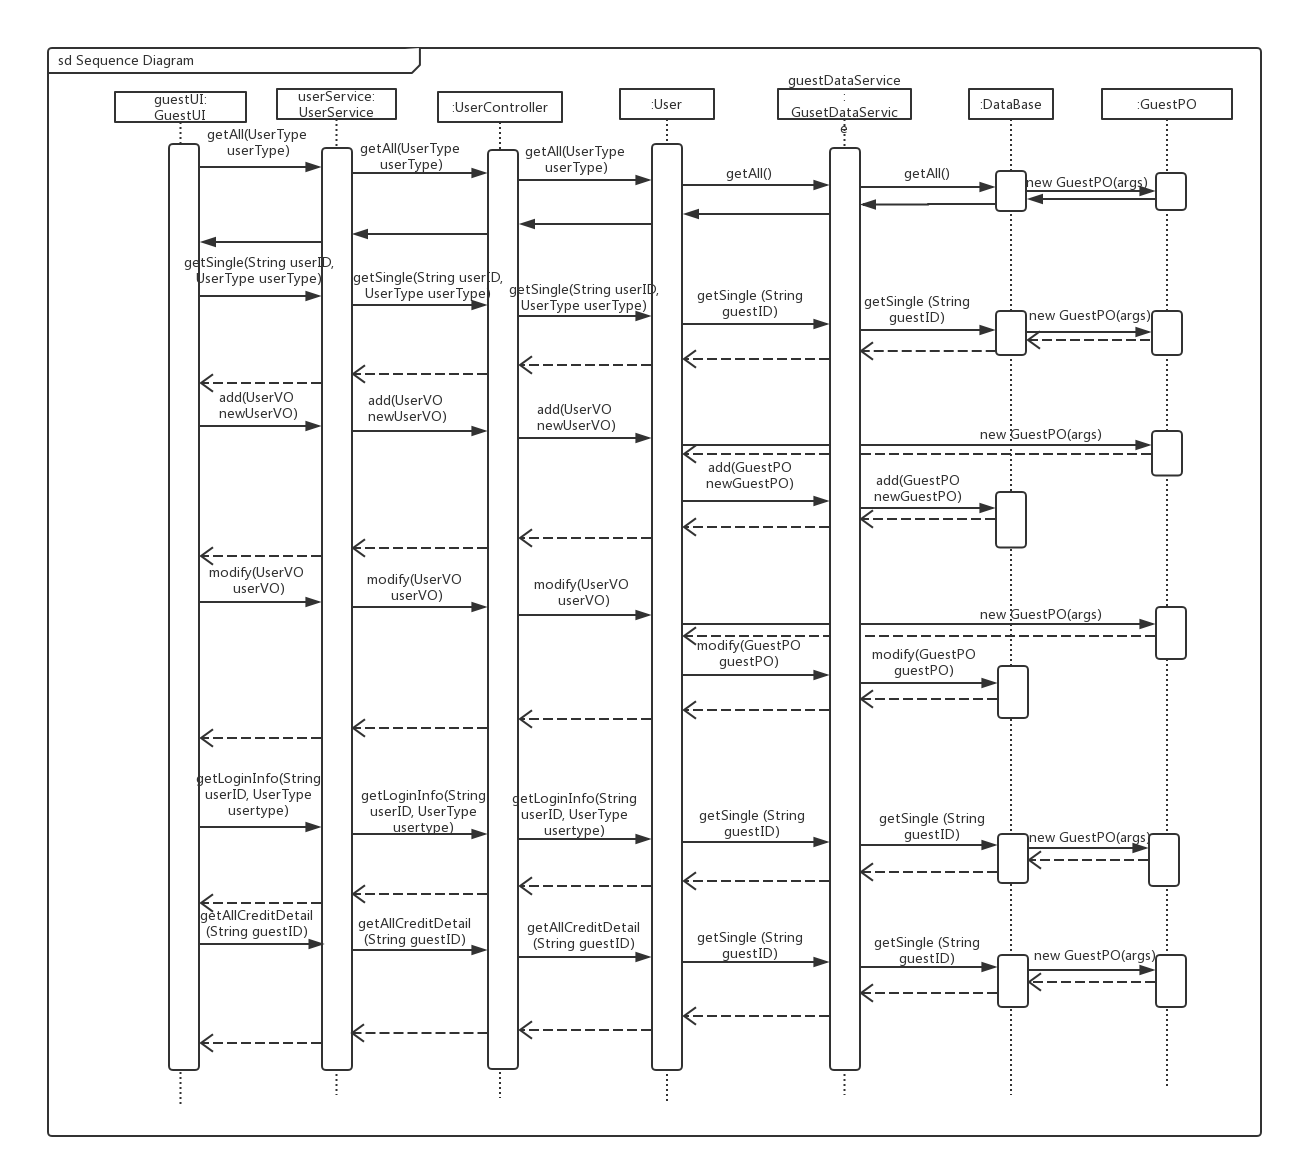 sd Sequence Diagram
guestUI:
GuestUI
userService:
UserService
:UserController
:User
guestDataService
:
GusetDataServic
e
:DataBase
:GuestPO
getAll(UserType
userType)
getAll(UserType
userType)
getAll(UserType
userType)
getAll()
getAll()
new GuestPO(args)
getSingle(String userID,
UserType userType)
getSingle(String userID,
UserType userType)
getSingle(String userID,
UserType userType)
getSingle (String
guestID)
getSingle (String
guestID)
new GuestPO(args)
add(UserVO
newUserVO)
add(UserVO
newUserVO)
add(UserVO
newUserVO)
new GuestPO(args)
add(GuestPO
newGuestPO)
add(GuestPO
newGuestPO)
modify(UserVO
userVO)
modify(UserVO
userVO)
modify(UserVO
userVO)
new GuestPO(args)
modify(GuestPO
guestPO)
modify(GuestPO
guestPO)
getLoginInfo(String
userID, UserType
usertype)
getLoginInfo(String
userID, UserType
usertype)
getLoginInfo(String
userID, UserType
usertype)
getSingle (String
guestID)
getSingle (String
guestID)
new GuestPO(args)
getAllCreditDetail
(String guestID)
getAllCreditDetail
(String guestID)
getAllCreditDetail
(String guestID)
getSingle (String
guestID)
getSingle (String
guestID)
new GuestPO(args)